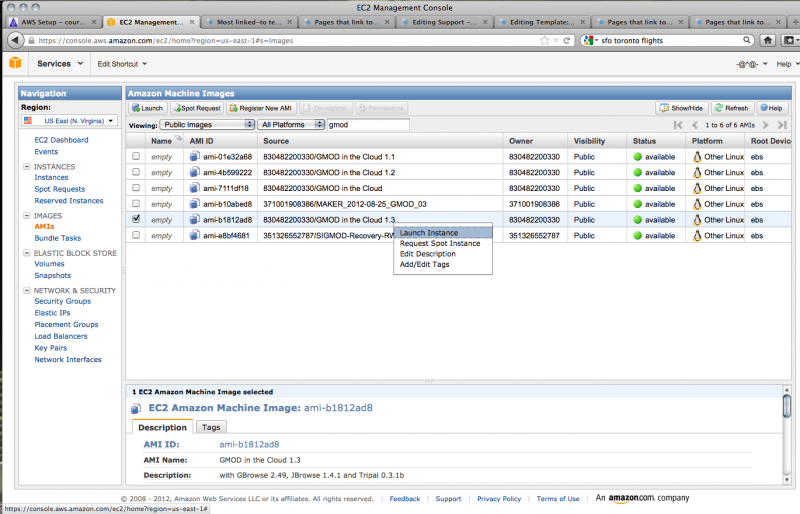 EC2 Management Console
AWS Setup – cour...
EC2 Management...
Most linked-to te...
Pages that link to...
Editing Support –...
Editing Template:...
Pages that link to...
Pages that link to...
https://console.aws.amazon.com/ec2/home?region=us-east-1#s=Images
sfo toronto flights
Services
Edit Shortcut
-@^@-
Help
Navigation
Region:
US East (N. Virginia)
EC2 Dashboard
Events
INSTANCES
Instances
Spot Requests
Reserved Instances
IMAGES
AMIs
Bundle Tasks
ELASTIC BLOCK STORE
Volumes
Snapshots
NETWORK & SECURITY
Security Groups
Elastic IPs
Placement Groups
Load Balancers
Key Pairs
Network Interfaces
Amazon Machine Images
Launch Spot Request Register New AMI De-register Permissions Show/Hide Refresh Help
Viewing: Public Images All Platforms gmod 1 to 6 of 6 AMIs
Name AMI ID Source Owner Visibility Status Platform Root Device
empty ami-01e32a68 830482200330/GMOD in the Cloud 1.1 830482200330 Public available Other Linux ebs
empty ami-4b599222 830482200330/GMOD in the Cloud 1.2 830482200330 Public available Other Linux ebs
empty ami-7111df18 830482200330/GMOD in the Cloud 830482200330 Public available Other Linux ebs
empty ami-b10abed8 371001908386/MAKER_2012-08-25_GMOD_03 371001908386 Public available Other Linux ebs
empty ami-b1812ad8 830482200330/GMOD in the Cloud 1.3 830482200330 Public available Other Linux ebs
empty ami-e8bf4681 351326552787/SIGMOD-Recovery-RW 351326552787 Public available Other Linux ebs
Launch Instance
Request Spot Instance
Edit Description
Add/Edit Tags
1 EC2 Amazon Machine Image selected
EC2 Amazon Machine Image: ami-b1812ad8
Description Tags
AMI ID: ami-b1812ad8
AMI Name: GMOD in the Cloud 1.3
Description: with GBrowse 2.49, JBrowse 1.4.1 and Tripal 0.3.1b
© 2008 - 2012, Amazon Web Services LLC or its affiliates. All rights reserved. Feedback Support Privacy Policy Terms of Use An amazon.com. company
https://console.aws.amazon.com/ec2/home?region=us-east-1#